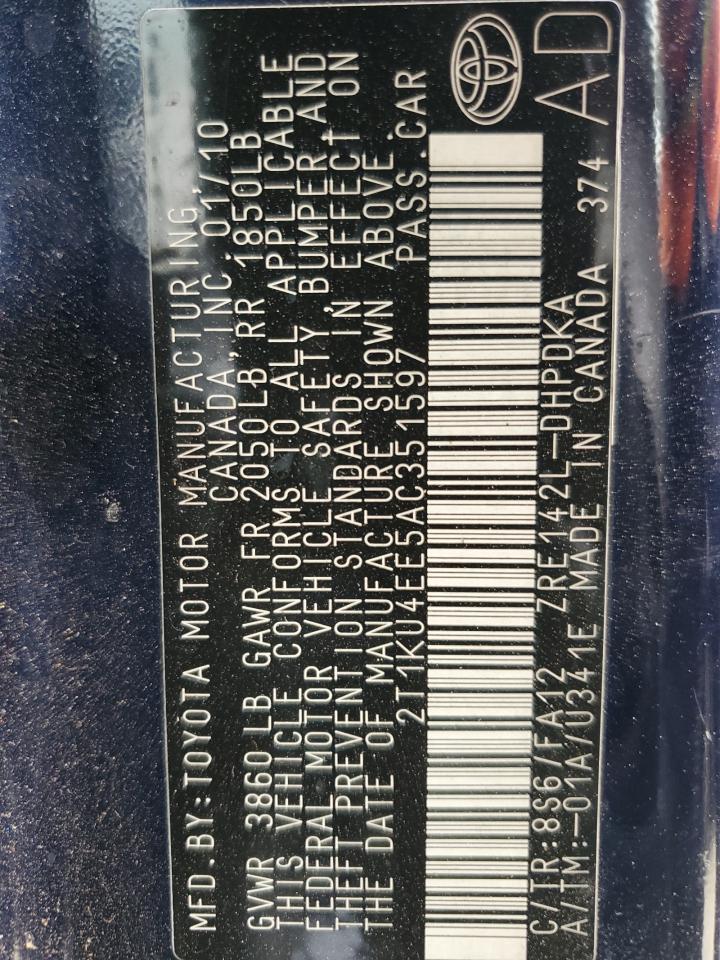 MFD.BY:TOYOTA MOTOR MANUFACTURING,
CANADA, INC. 01/10
GVWR 3860 LB GAWR FR 2050LB, RR 1850LB
THIS VEHICLE CONFORMS TO ALL APPLICABLE
FEDERAL MOTOR VEHICLE SAFETY, BUMPER, AND
THEFT PREVENTION STANDARDS IN EFFECT ON
THE DATE OF MANUFACTURE SHOWN ABOVE.
2T1KU4EE5AC351597 PASS.CAR
C/TR:8S6/FA12 ZRE142L-DHPDKA
A/TM:-01A/U341E MADE IN CANADA 374
AD